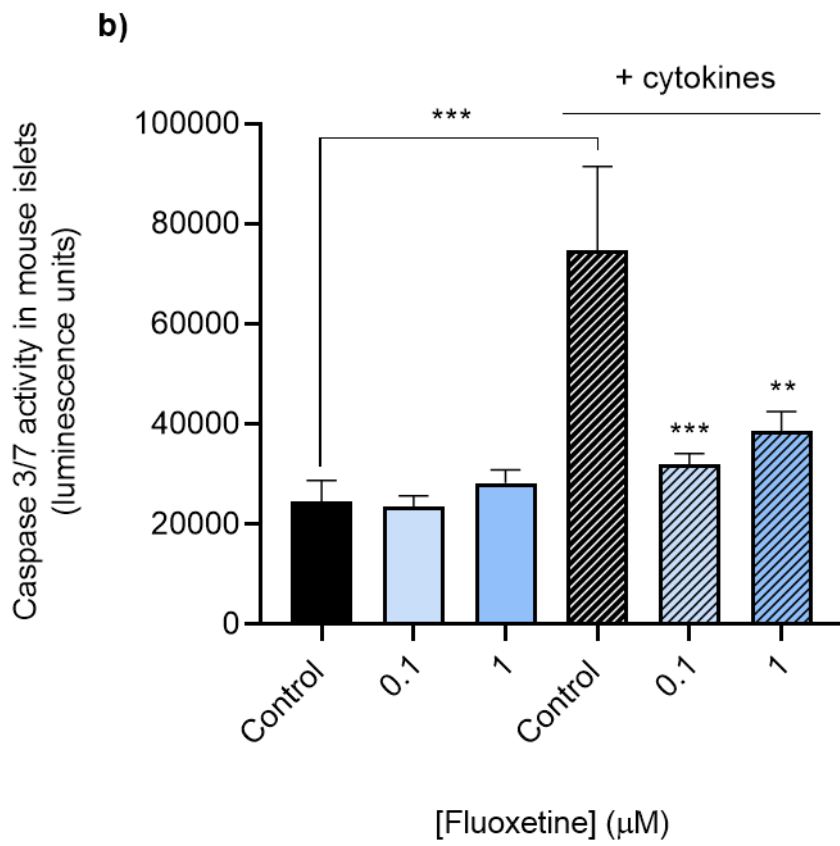 b)
+ cytokines
***
Caspase 3/7 activity in mouse islets
(luminescence units)
100000
80000
60000
40000
20000
0
***
**
Control
0.1
1
Control
0.1
1
[Fluoxetine] (μM)